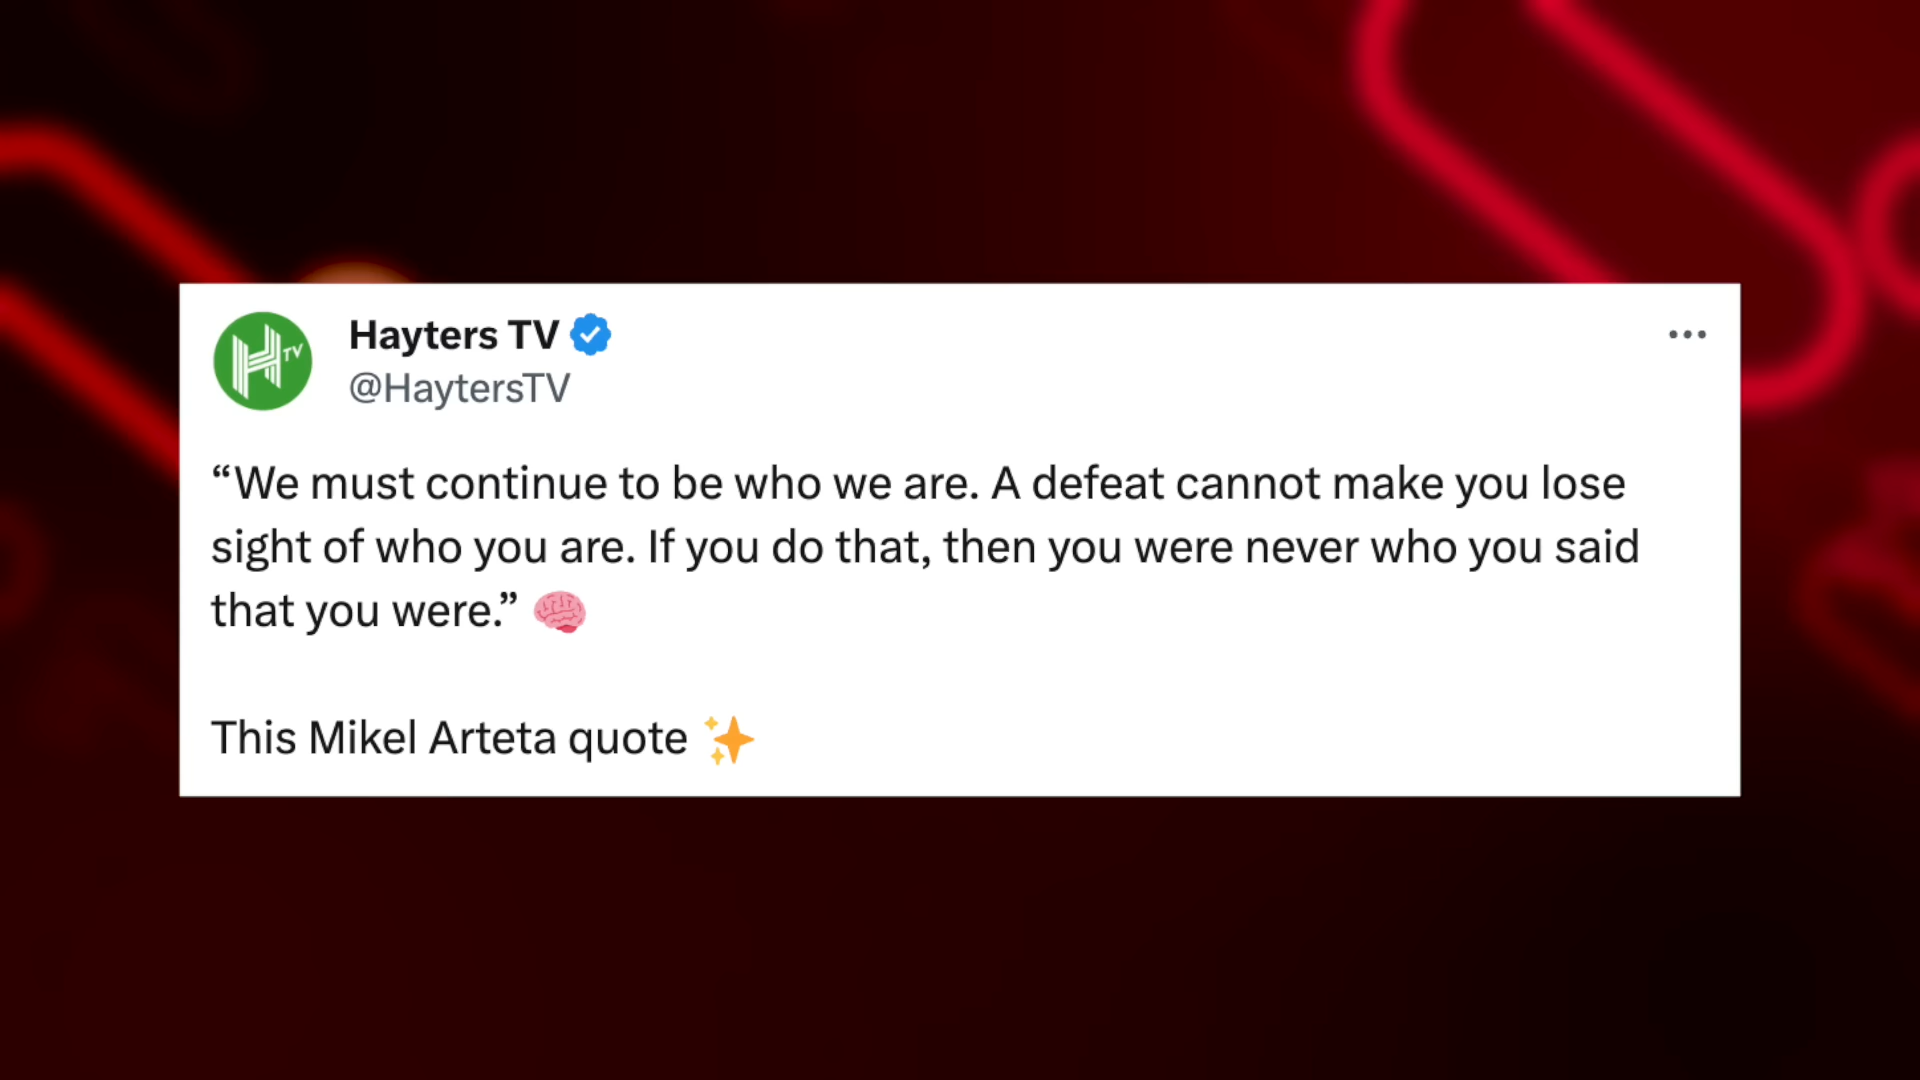 Hayters TV
@HaytersTV
“We must continue to be who we are. A defeat cannot make you lose
sight of who you are. If you do that, then you were never who you said
that you were.” 🧠
This Mikel Arteta quote ✨
H TV